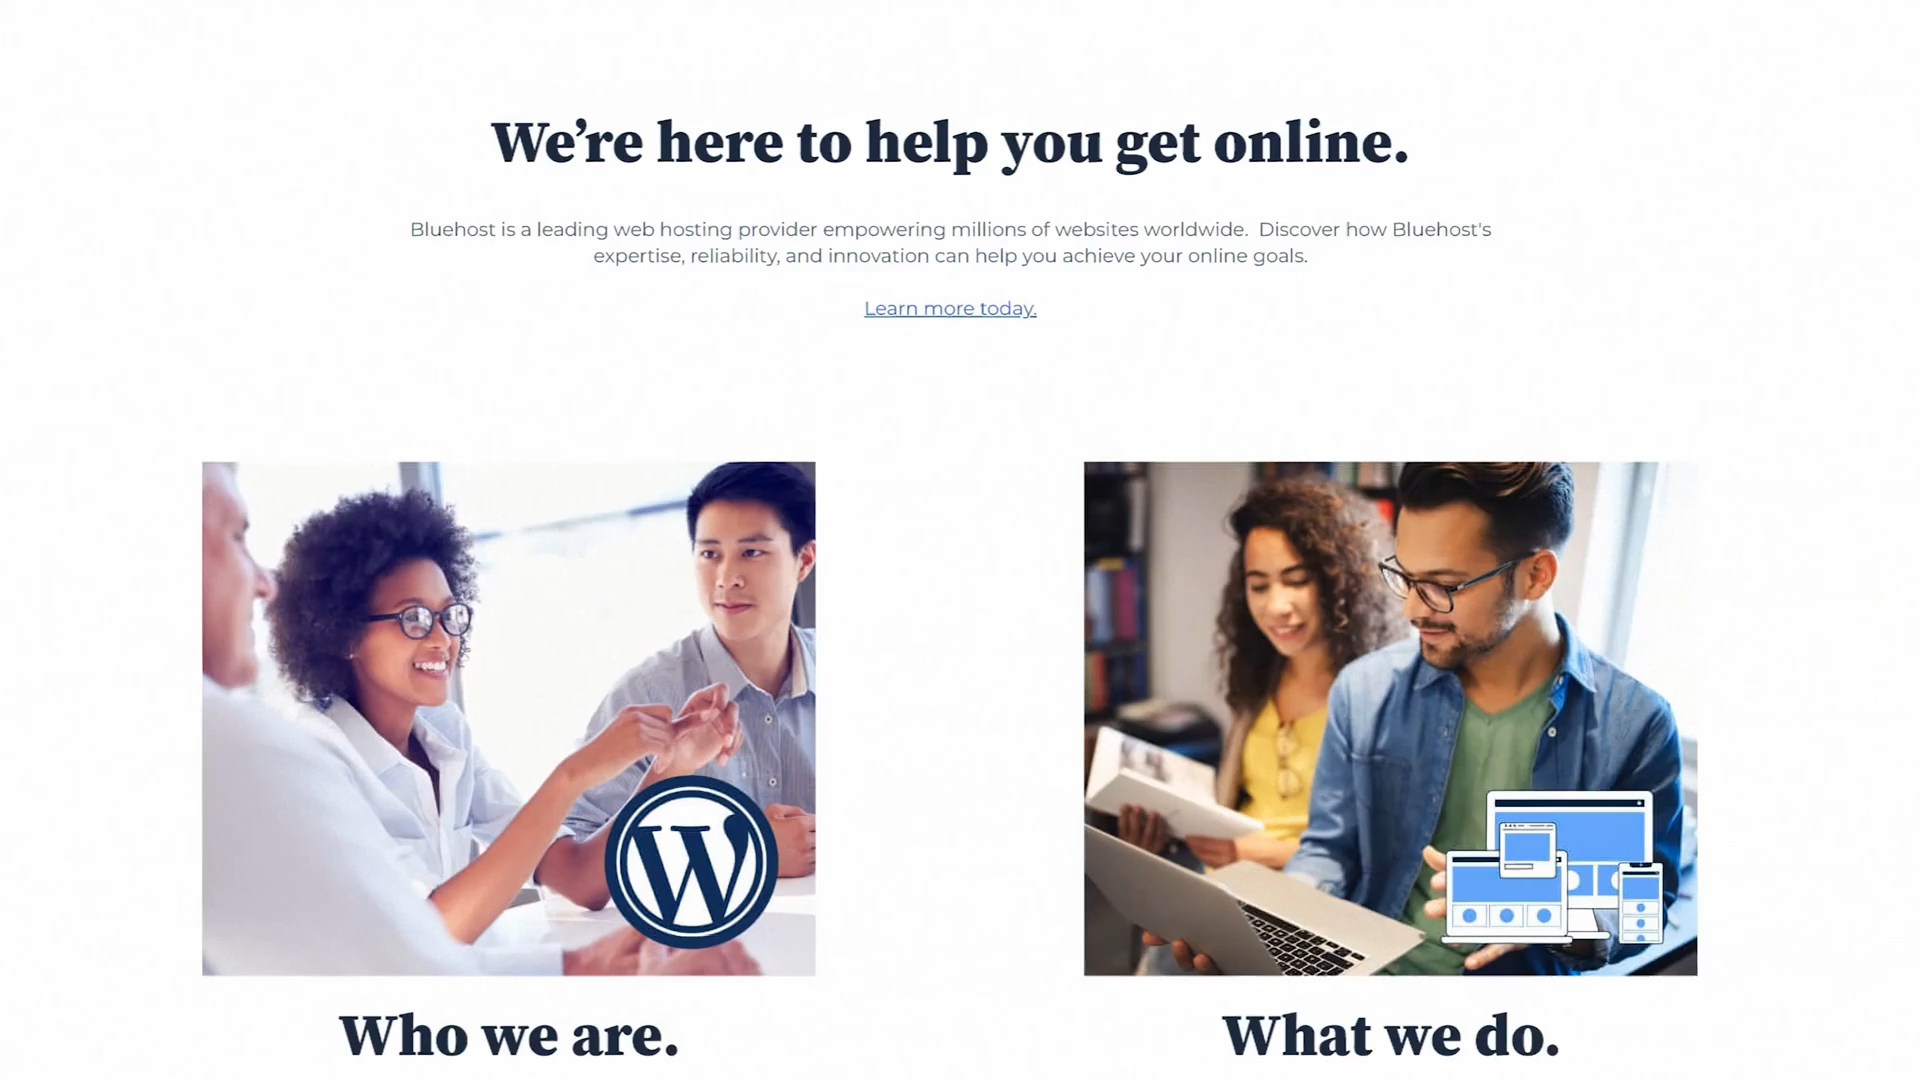 We’re here to help you get online.
Bluehost is a leading web hosting provider empowering millions of websites worldwide. Discover how Bluehost's
expertise, reliability, and innovation can help you achieve your online goals.
Learn more today.
W
Who we are.
What we do.